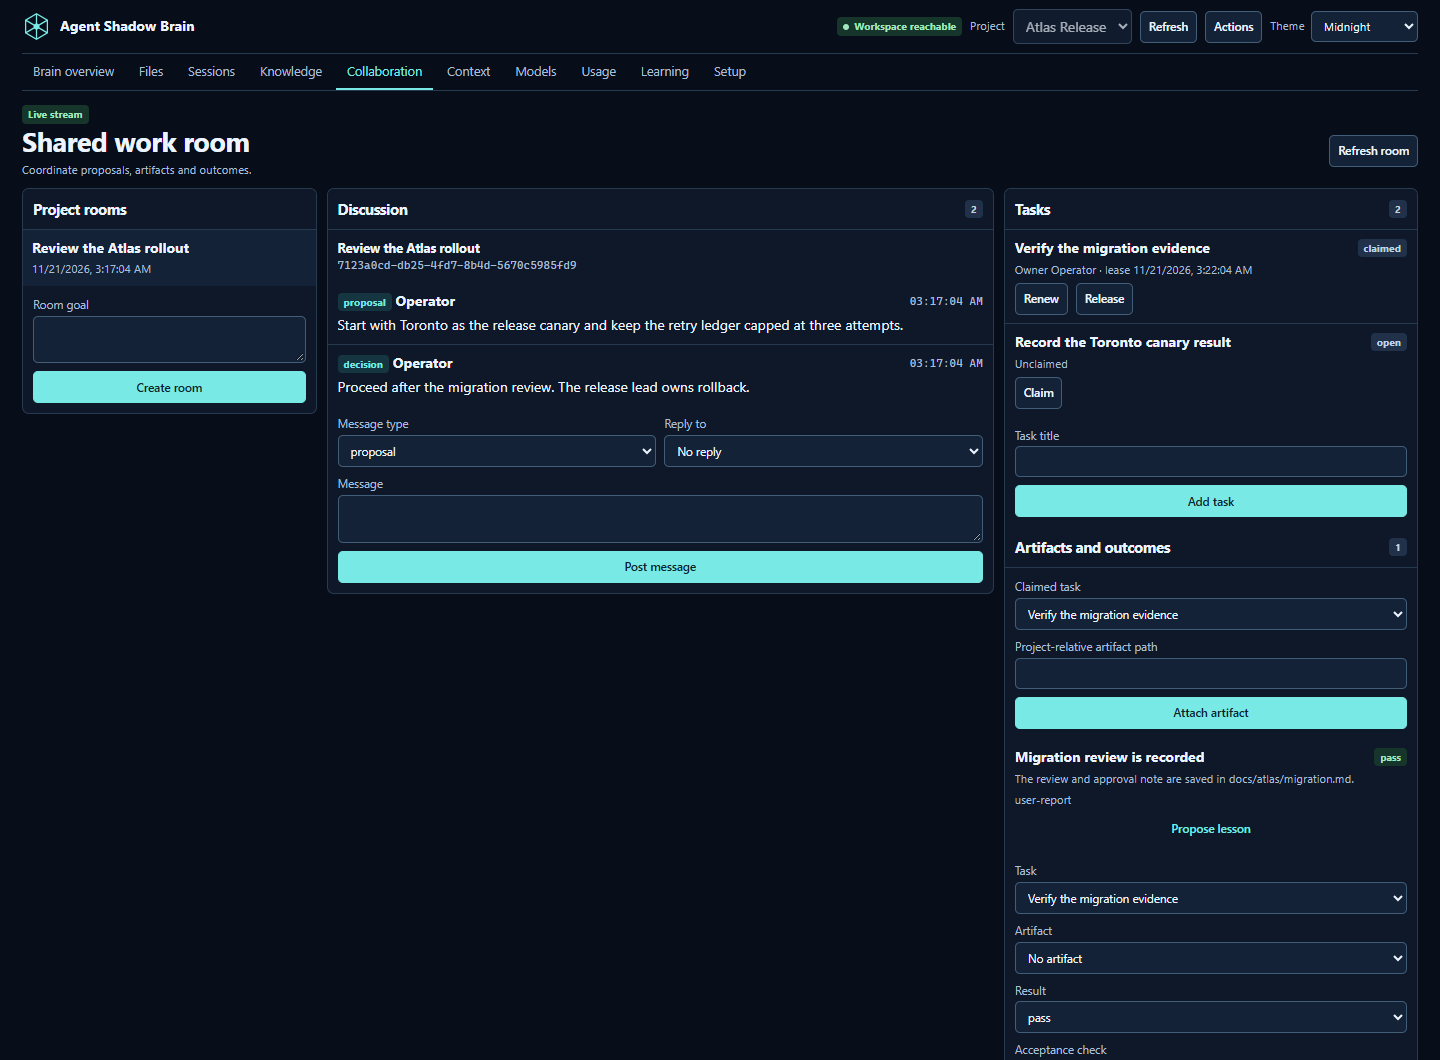 Agent Shadow Brain
Workspace reachable
Project
Atlas Release
Refresh
Actions
Theme
Midnight
Brain overview
Files
Sessions
Knowledge
Collaboration
Context
Models
Usage
Learning
Setup
Live stream
Shared work room
Coordinate proposals, artifacts and outcomes.
Refresh room
Project rooms
Review the Atlas rollout
11/21/2026, 3:17:04 AM
Room goal
Create room
Discussion
2
Review the Atlas rollout
7123a0cd-db25-4fd7-8b4d-5670c5985fd9
proposal Operator
03:17:04 AM
Start with Toronto as the release canary and keep the retry ledger capped at three attempts.
decision Operator
03:17:04 AM
Proceed after the migration review. The release lead owns rollback.
Message type
Reply to
proposal
No reply
Message
Post message
Tasks
2
Verify the migration evidence
claimed
Owner Operator · lease 11/21/2026, 3:22:04 AM
Renew
Release
Record the Toronto canary result
open
Unclaimed
Claim
Task title
Add task
Artifacts and outcomes
1
Claimed task
Verify the migration evidence
Project-relative artifact path
Attach artifact
Migration review is recorded
pass
The review and approval note are saved in docs/atlas/migration.md.
user-report
Propose lesson
Task
Verify the migration evidence
Artifact
No artifact
Result
pass
Acceptance check